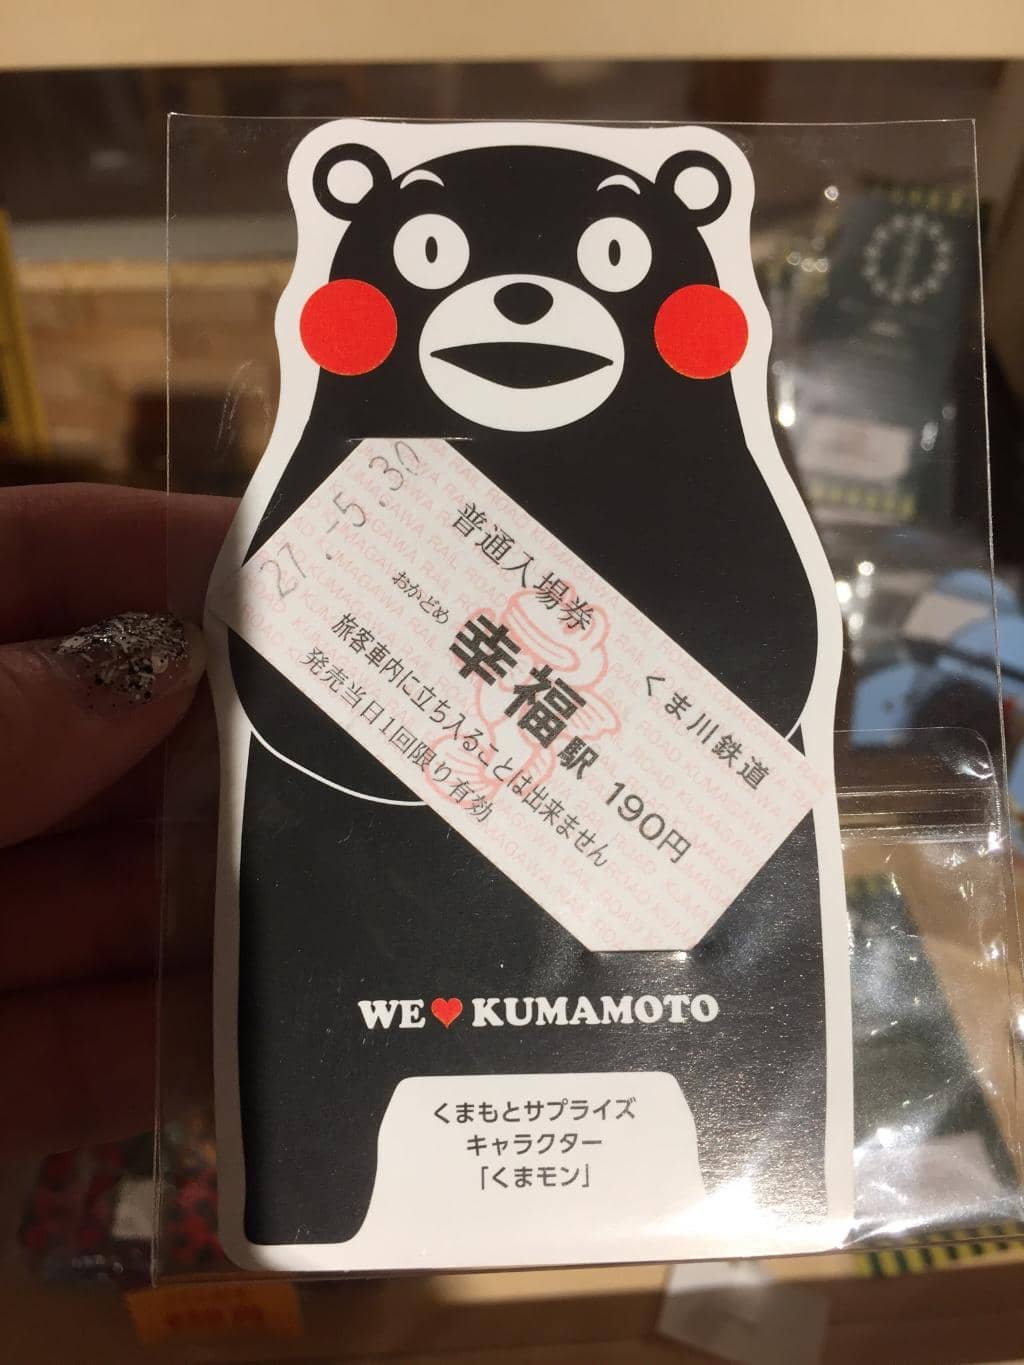 27.-5.30
普通入場券
くま川鉄道
おかどめ
幸福駅 190円
旅客車内に立ち入ることは出来ません
発売当日1回限り有効
WE ♥ KUMAMOTO
くまもとサプライズ
キャラクター
「くまモン」